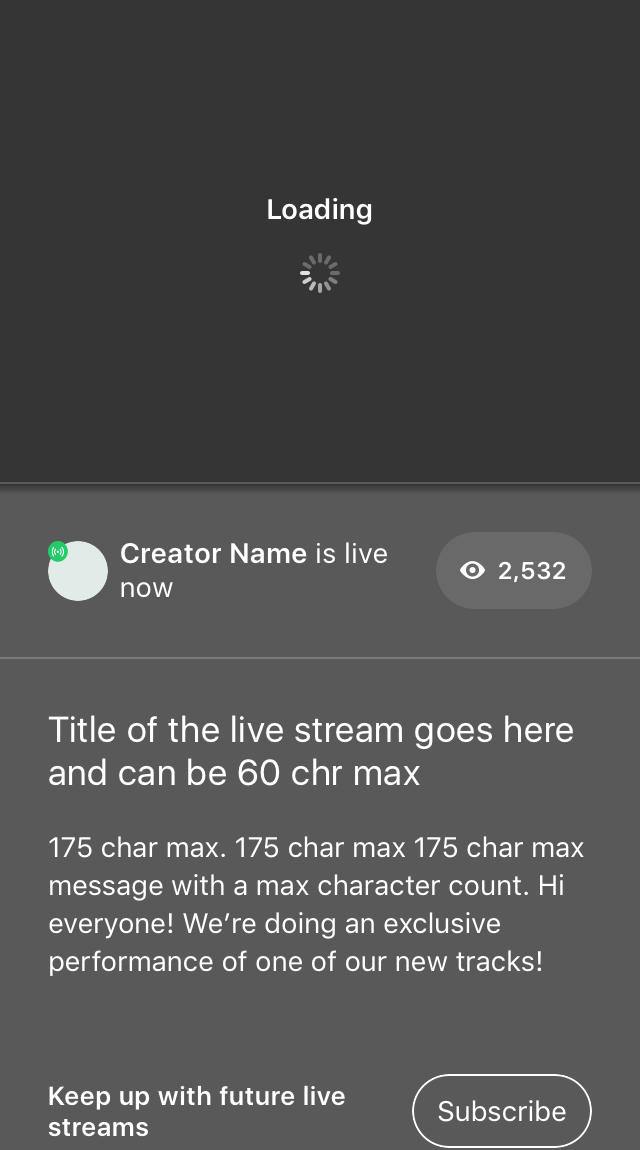 Loading
Creator Name is live
now
2,532
Title of the live stream goes here
and can be 60 chr max
175 char max. 175 char max 175 char max
message with a max character count. Hi
everyone! We’re doing an exclusive
performance of one of our new tracks!
Keep up with future live
streams
Subscribe